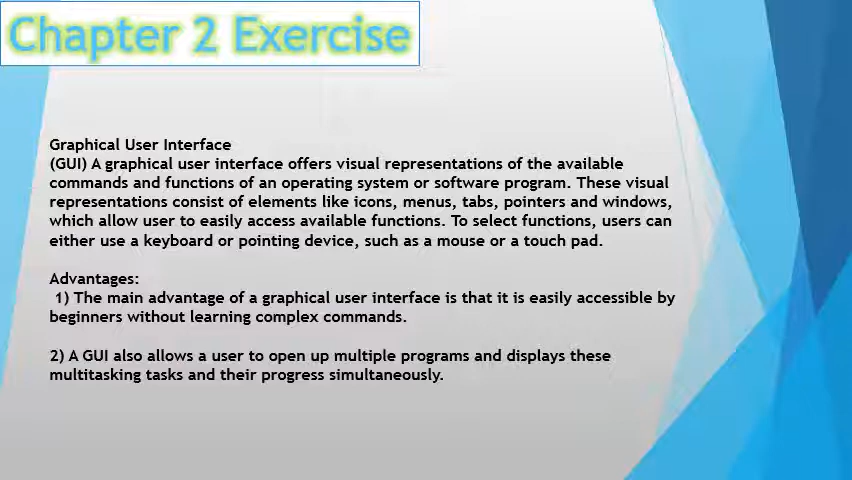 Chapter 2 Exercise
Graphical User Interface
(GUI) A graphical user interface offers visual representations of the available
commands and functions of an operating system or software program. These visual
representations consist of elements like icons, menus, tabs, pointers and windows,
which allow user to easily access available functions. To select functions, users can
either use a keyboard or pointing device, such as a mouse or a touch pad.
Advantages:
1) The main advantage of a graphical user interface is that it is easily accessible by
beginners without learning complex commands.
2) A GUI also allows a user to open up multiple programs and displays these
multitasking tasks and their progress simultaneously.